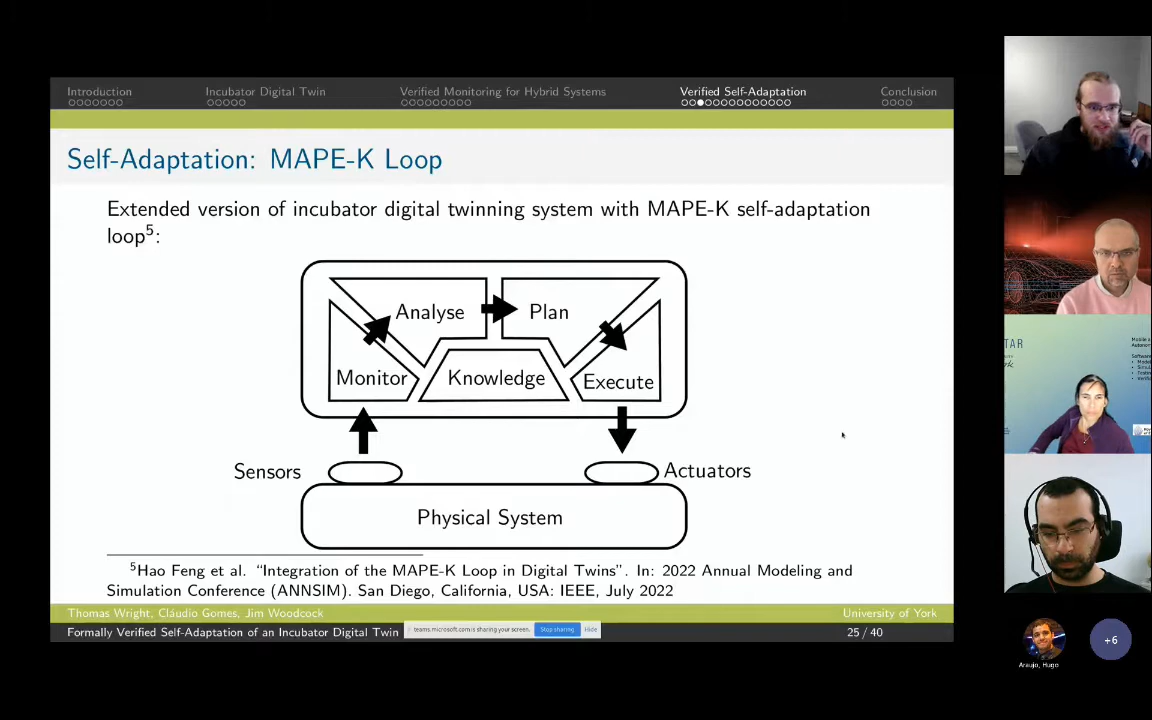 Introduction
Incubator Digital Twin
Verified Monitoring for Hybrid Systems
Verified Self-Adaptation
Conclusion
Self-Adaptation: MAPE-K Loop
Extended version of incubator digital twinning system with MAPE-K self-adaptation
loop5:
Analyse
Plan
Monitor
Knowledge
Execute
Sensors
Actuators
Physical System
5Hao Feng et al. “Integration of the MAPE-K Loop in Digital Twins”. In: 2022 Annual Modeling and
Simulation Conference (ANNSIM). San Diego, California, USA: IEEE, July 2022
Thomas Wright, Cláudio Gomes, Jim Woodcock
University of York
Formally Verified Self-Adaptation of an Incubator Digital Twin
teams.microsoft.com is sharing your screen.
Stop sharing
Hide
25 / 40
TAR
Araujo, Hugo
+6